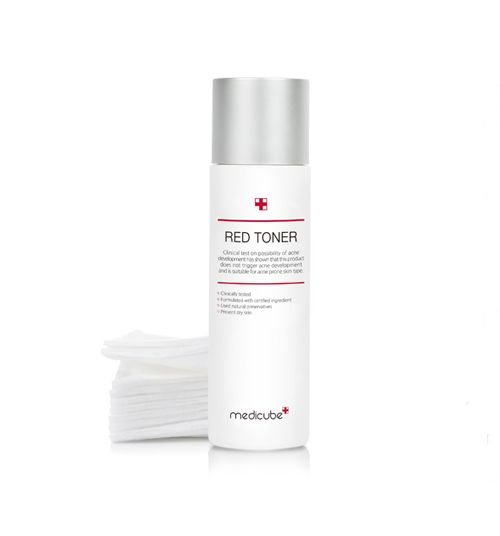 RED TONER
Clinical test on possibility of acne
development has shown that this product
does not trigger acne development
and is suitable for acne prone skin type.
+ Clinically tested
+ Formulated with certified ingredient
+ Used natural preservatives
+ Prevent dry skin
medicube+